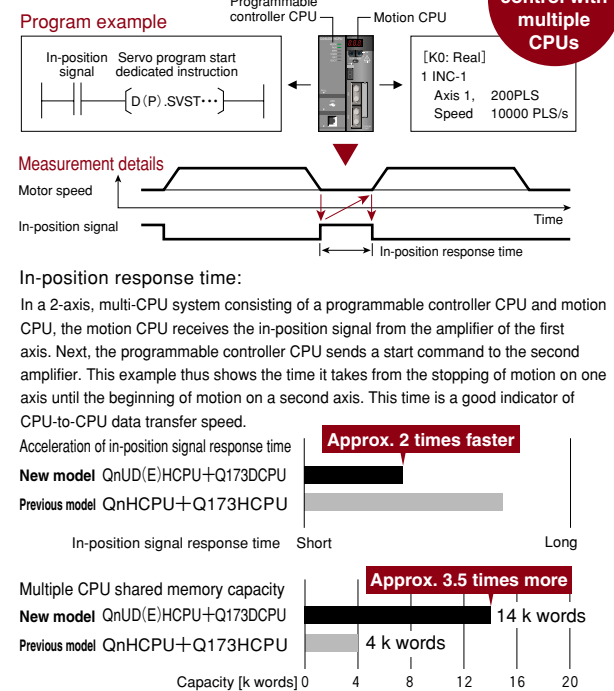 Programmable
controller CPU
Motion CPU
control with
multiple
CPUs
Program example
In-position
signal
Servo program start
dedicated instruction
D(P).SVST···
[K0: Real]
1 INC-1
Axis 1, 200PLS
Speed 10000 PLS/s
Measurement details
Motor speed
Time
In-position signal
In-position response time
In-position response time:
In a 2-axis, multi-CPU system consisting of a programmable controller CPU and motion
CPU, the motion CPU receives the in-position signal from the amplifier of the first
axis. Next, the programmable controller CPU sends a start command to the second
amplifier. This example thus shows the time it takes from the stopping of motion on one
axis until the beginning of motion on a second axis. This time is a good indicator of
CPU-to-CPU data transfer speed.
Acceleration of in-position signal response time
Approx. 2 times faster
New model QnUD(E)HCPU+Q173DCPU
Previous model QnHCPU+Q173HCPU
In-position signal response time Short Long
Multiple CPU shared memory capacity
Approx. 3.5 times more
New model QnUD(E)HCPU+Q173DCPU
14 k words
Previous model QnHCPU+Q173HCPU
4 k words
Capacity [k words] 0 4 8 12 16 20